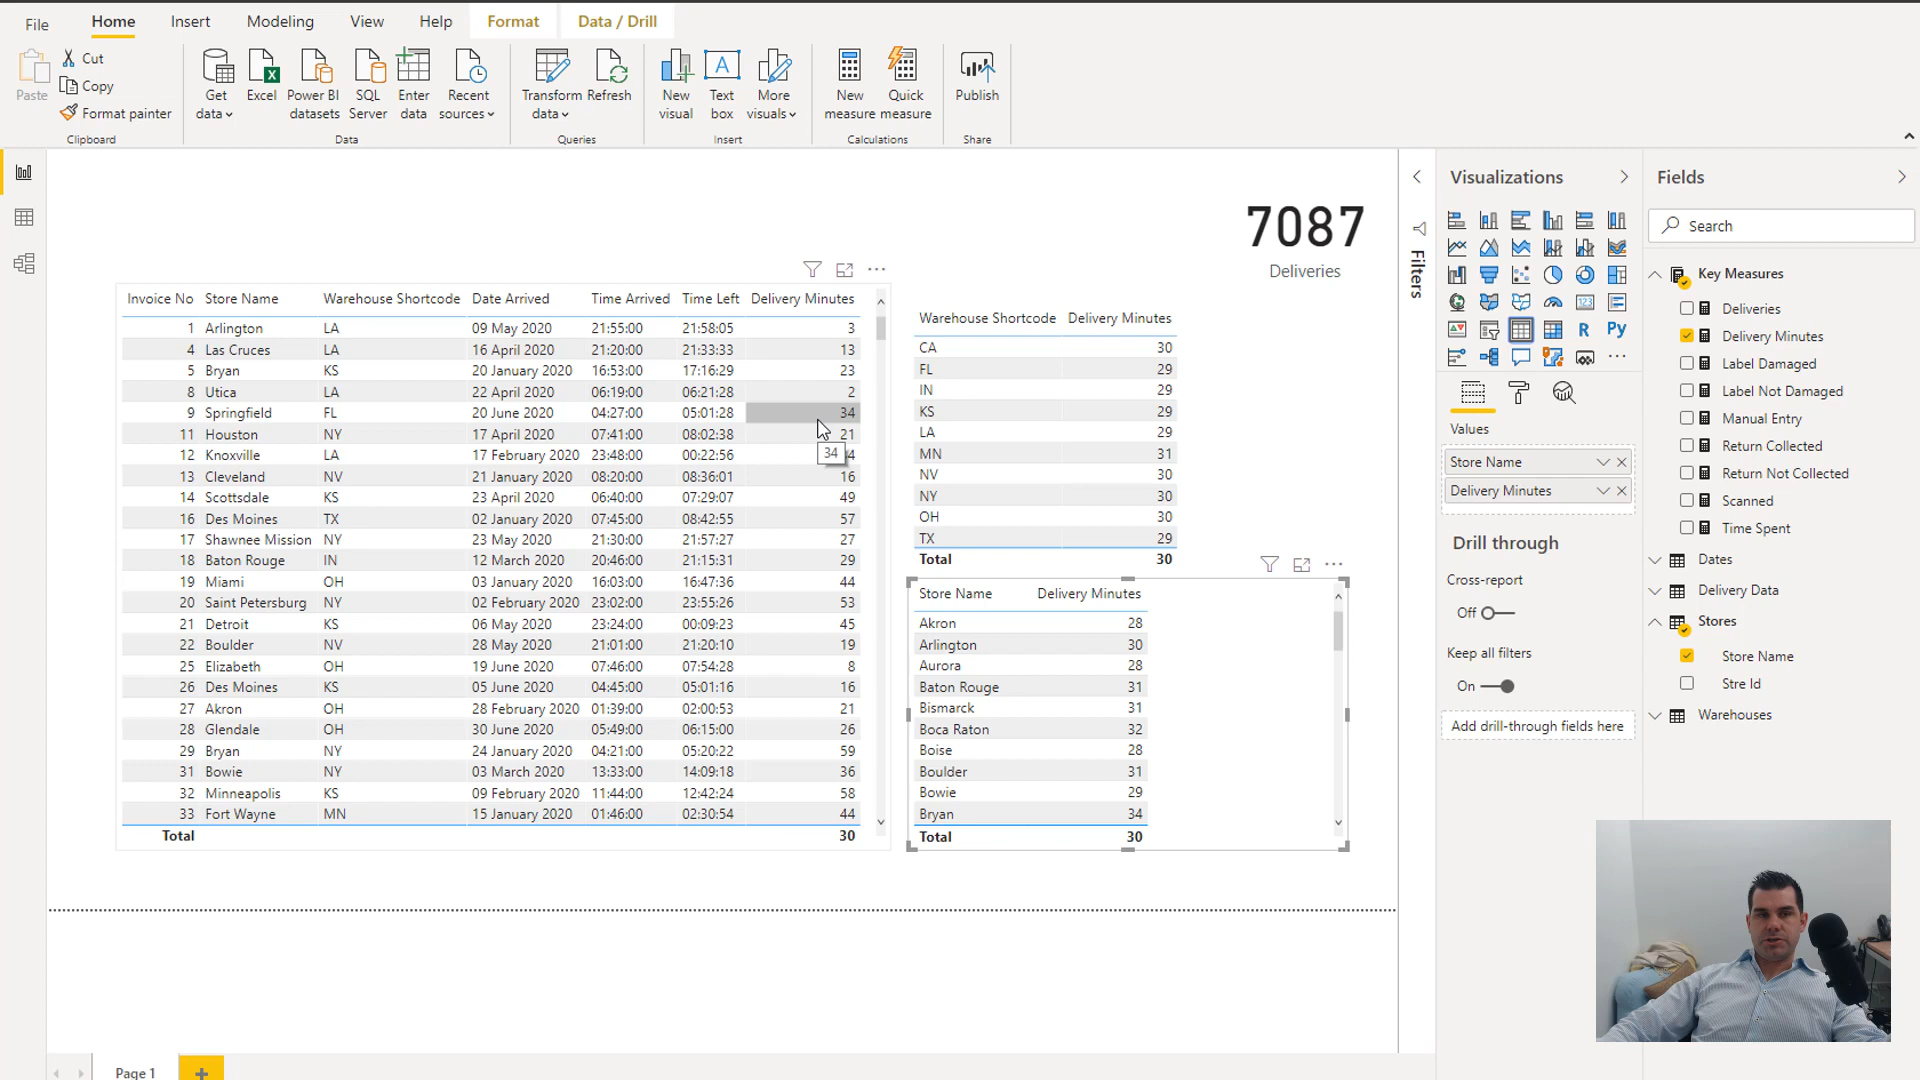 File Home Insert Modeling View Help Format Data / Drill
Paste Cut Copy Format painter
Clipboard
Get data Excel Power BI datasets SQL Server Enter data Recent sources
Data
Transform data Refresh
Queries
New visual Text box More visuals
Insert
New measure Quick measure
Calculations
Publish
Share
7087
Deliveries
Invoice No Store Name Warehouse Shortcode Date Arrived Time Arrived Time Left Delivery Minutes
1 Arlington LA 09 May 2020 21:55:00 21:58:05 3
4 Las Cruces LA 16 April 2020 21:20:00 21:33:33 13
5 Bryan KS 20 January 2020 16:53:00 17:16:29 23
8 Utica LA 22 April 2020 06:19:00 06:21:28 2
9 Springfield FL 20 June 2020 04:27:00 05:01:28 34
11 Houston NY 17 April 2020 07:41:00 08:02:38 21
12 Knoxville LA 17 February 2020 23:48:00 00:22:56 4
34
13 Cleveland NV 21 January 2020 08:20:00 08:36:01 16
14 Scottsdale KS 23 April 2020 06:40:00 07:29:07 49
16 Des Moines TX 02 January 2020 07:45:00 08:42:55 57
17 Shawnee Mission NY 23 May 2020 21:30:00 21:57:27 27
18 Baton Rouge IN 12 March 2020 20:46:00 21:15:31 29
19 Miami OH 03 January 2020 16:03:00 16:47:36 44
20 Saint Petersburg NY 02 February 2020 23:02:00 23:55:26 53
21 Detroit KS 06 May 2020 23:24:00 00:09:23 45
22 Boulder NV 28 May 2020 21:01:00 21:20:10 19
25 Elizabeth OH 19 June 2020 07:46:00 07:54:28 8
26 Des Moines KS 05 June 2020 04:45:00 05:01:16 16
27 Akron OH 28 February 2020 01:39:00 02:00:53 21
28 Glendale OH 30 June 2020 05:49:00 06:15:00 26
29 Bryan NY 24 January 2020 04:21:00 05:20:22 59
31 Bowie NY 03 March 2020 13:33:00 14:09:18 36
32 Minneapolis KS 09 February 2020 11:44:00 12:42:24 58
33 Fort Wayne MN 15 January 2020 01:46:00 02:30:54 44
Total 30
Warehouse Shortcode Delivery Minutes
CA 30
FL 29
IN 29
KS 29
LA 29
MN 31
NV 30
NY 30
OH 30
TX 29
Total 30
Store Name Delivery Minutes
Akron 28
Arlington 30
Aurora 28
Baton Rouge 31
Bismarck 31
Boca Raton 32
Boise 28
Boulder 31
Bowie 29
Bryan 34
Total 30
Filters
Visualizations
R Py
Values
Store Name
Delivery Minutes
Drill through
Cross-report
Off
Keep all filters
On
Add drill-through fields here
Fields
Search
Key Measures
Deliveries
Delivery Minutes
Label Damaged
Label Not Damaged
Manual Entry
Return Collected
Return Not Collected
Scanned
Time Spent
Dates
Delivery Data
Stores
Store Name
Stre Id
Warehouses
Page 1